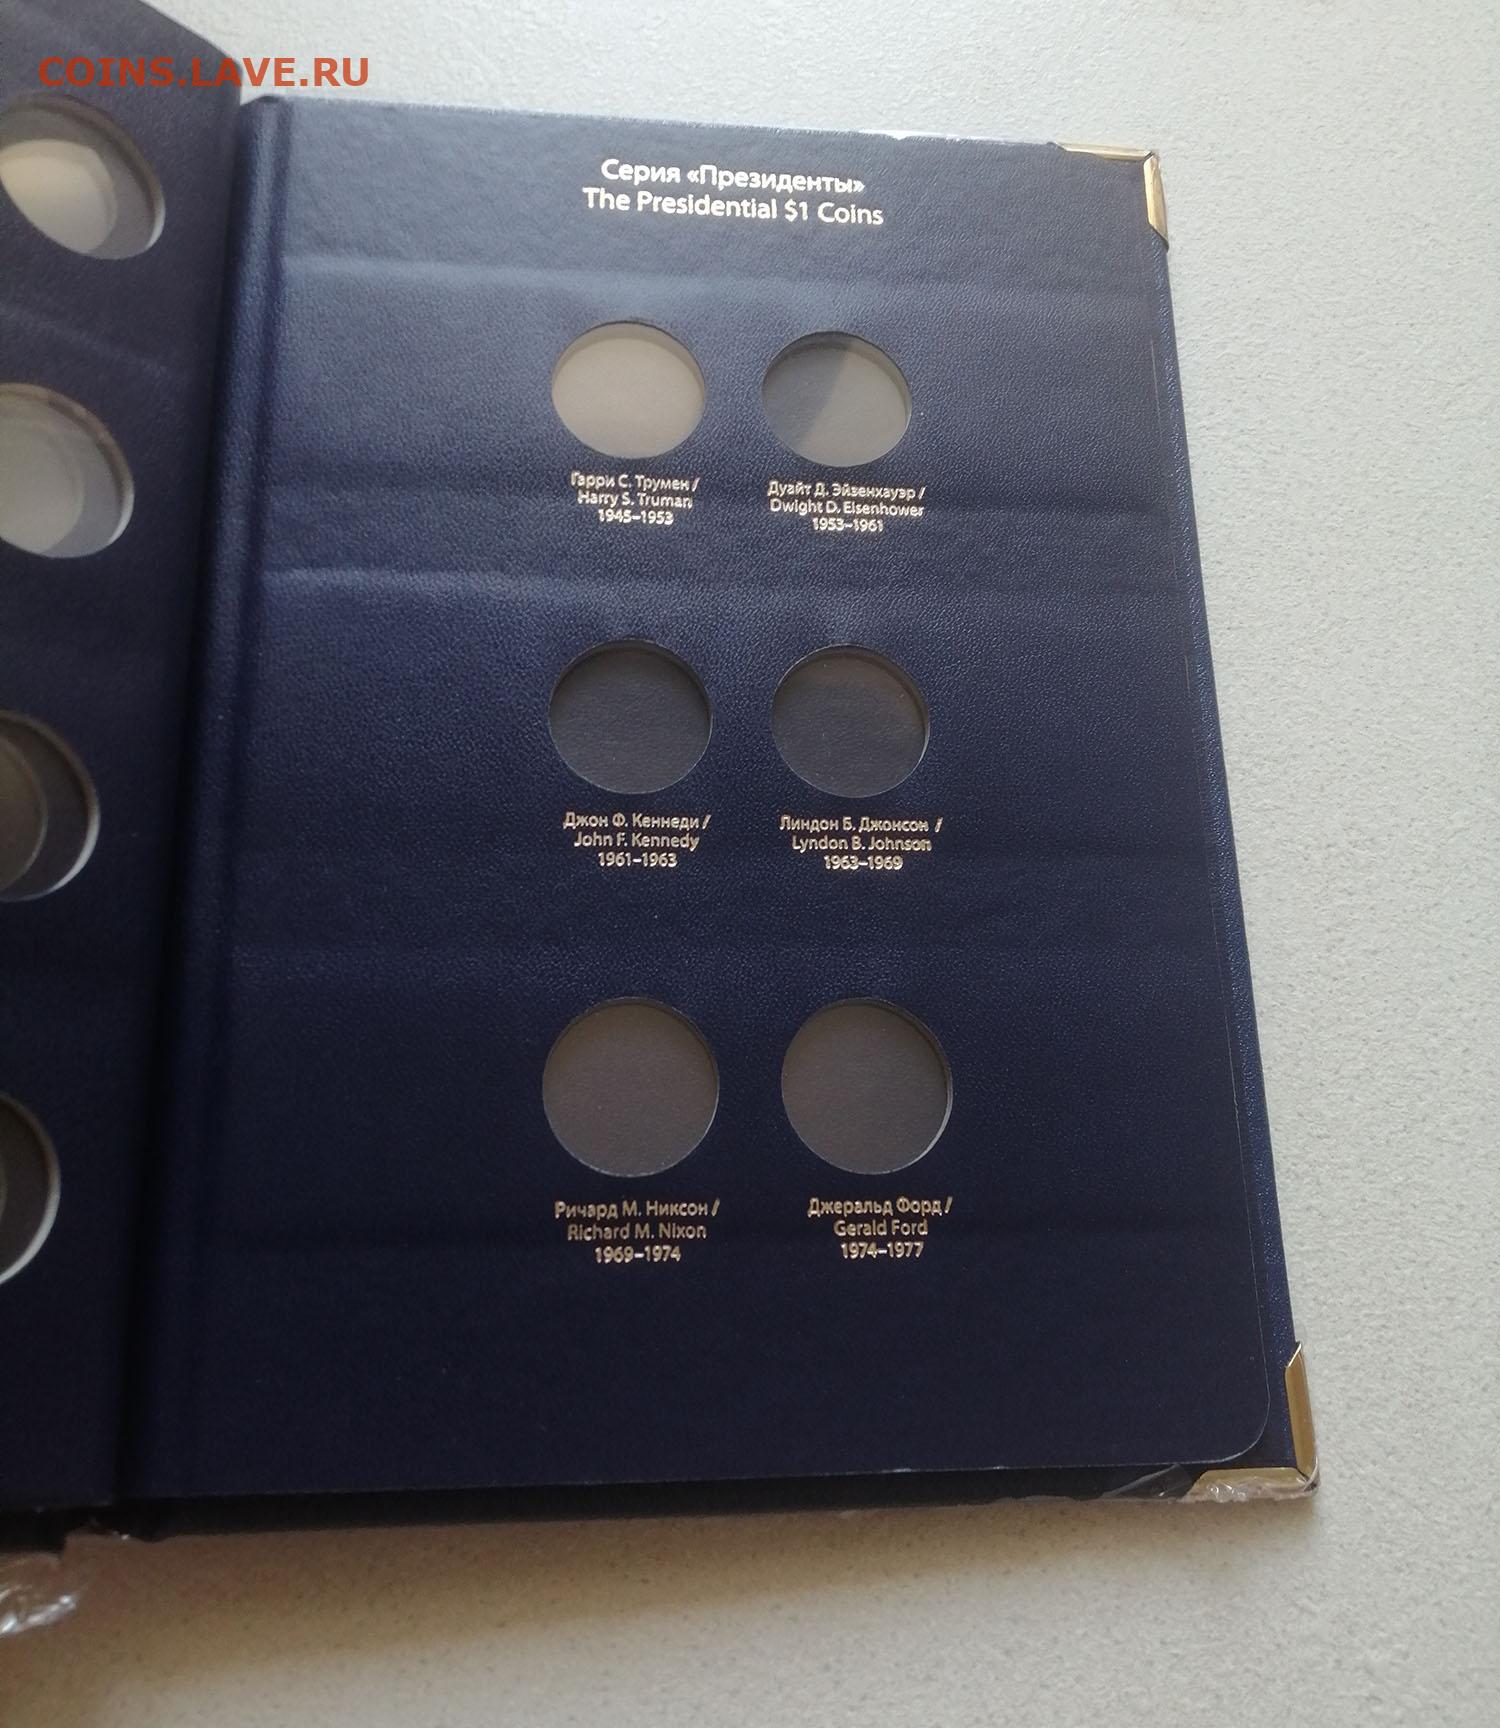 COINS.LAVE.RU
Серия «Президенты»
The Presidential $1 Coins
Гарри С. Трумен /
Harry S. Truman
1945–1953
Дуайт Д. Эйзенхауэр /
Dwight D. Eisenhower
1953–1961
Джон Ф. Кеннеди /
John F. Kennedy
1961–1963
Линдон Б. Джонсон /
Lyndon B. Johnson
1963–1969
Ричард М. Никсон /
Richard M. Nixon
1969–1974
Джеральд Форд /
Gerald Ford
1974–1977